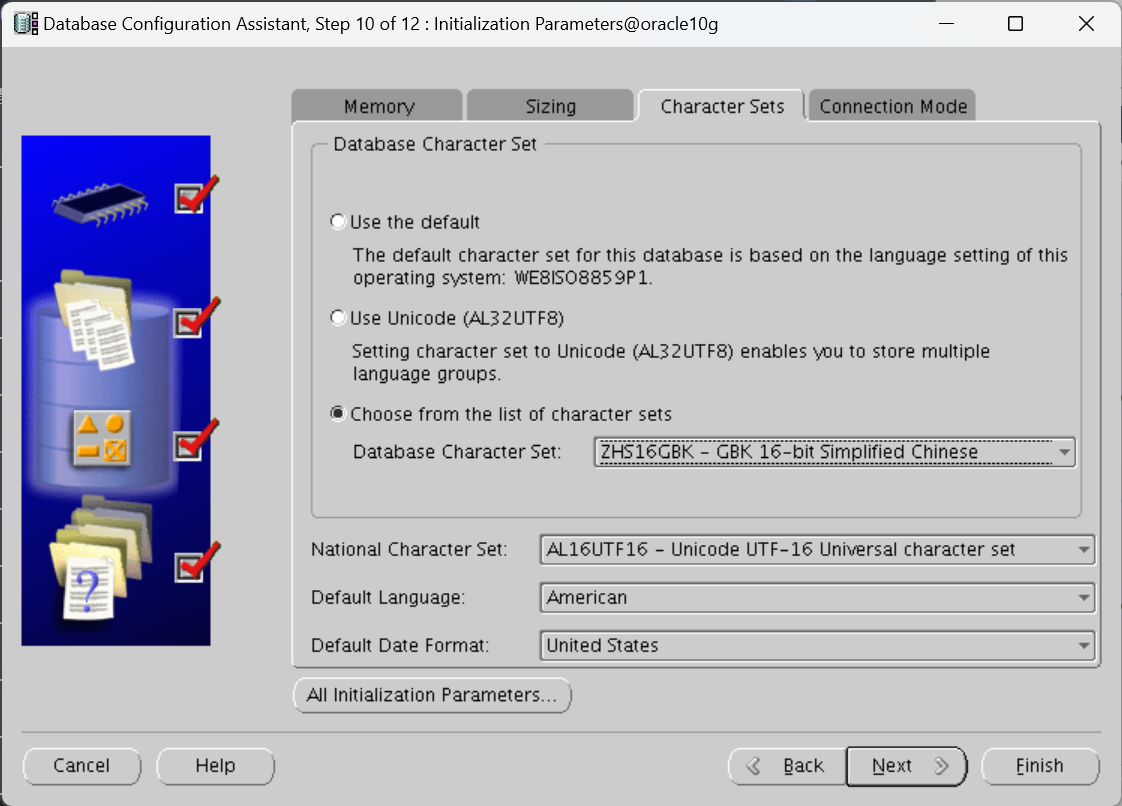 Database Configuration Assistant, Step 10 of 12 : Initialization Parameters@oracle10g
Memory
Sizing
Character Sets
Connection Mode
Database Character Set
Use the default
The default character set for this database is based on the language setting of this
operating system: WE8ISO8859P1.
Use Unicode (AL32UTF8)
Setting character set to Unicode (AL32UTF8) enables you to store multiple
language groups.
Choose from the list of character sets
Database Character Set:
ZHS16GBK - GBK 16-bit Simplified Chinese
National Character Set:
AL16UTF16 - Unicode UTF-16 Universal character set
Default Language:
American
Default Date Format:
United States
All Initialization Parameters...
Cancel
Help
Back
Next
Finish